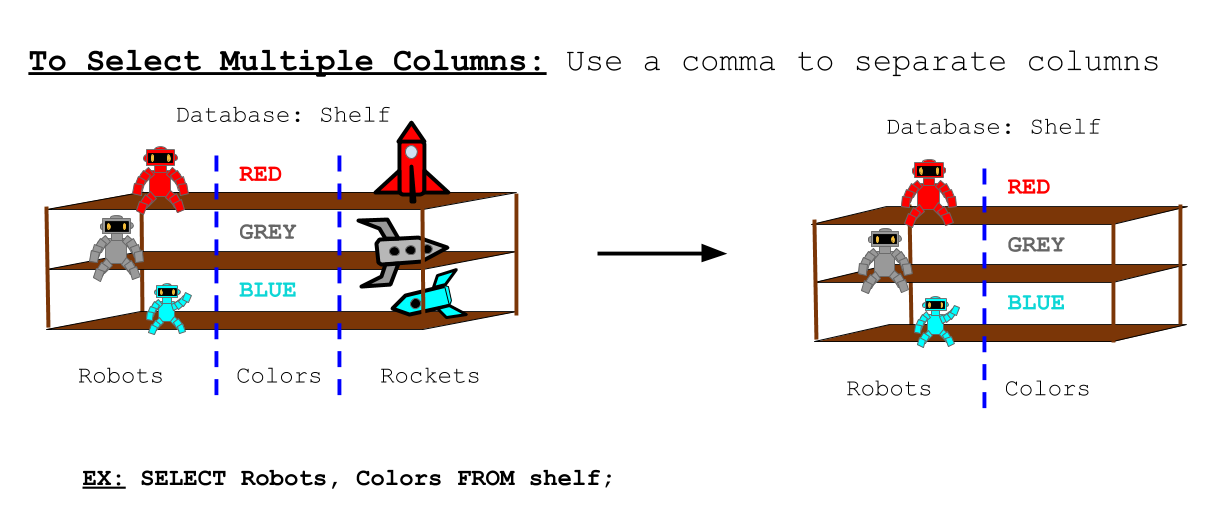 To Select Multiple Columns: Use a comma to separate columns
Database: Shelf
RED
GREY
BLUE
Robots
Colors
Rockets
Database: Shelf
RED
GREY
BLUE
Robots
Colors
EX: SELECT Robots, Colors FROM shelf;